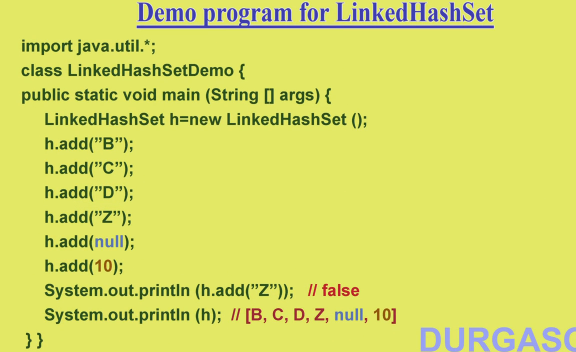 Demo program for LinkedHashSet
import java.util.*;
class LinkedHashSetDemo {
public static void main (String [] args) {
LinkedHashSet h=new LinkedHashSet ();
h.add(”B”);
h.add(”C”);
h.add(”D”);
h.add(”Z”);
h.add(null);
h.add(10);
System.out.println (h.add(”Z”)); // false
System.out.println (h); // [B, C, D, Z, null, 10]
} }
DURGASO